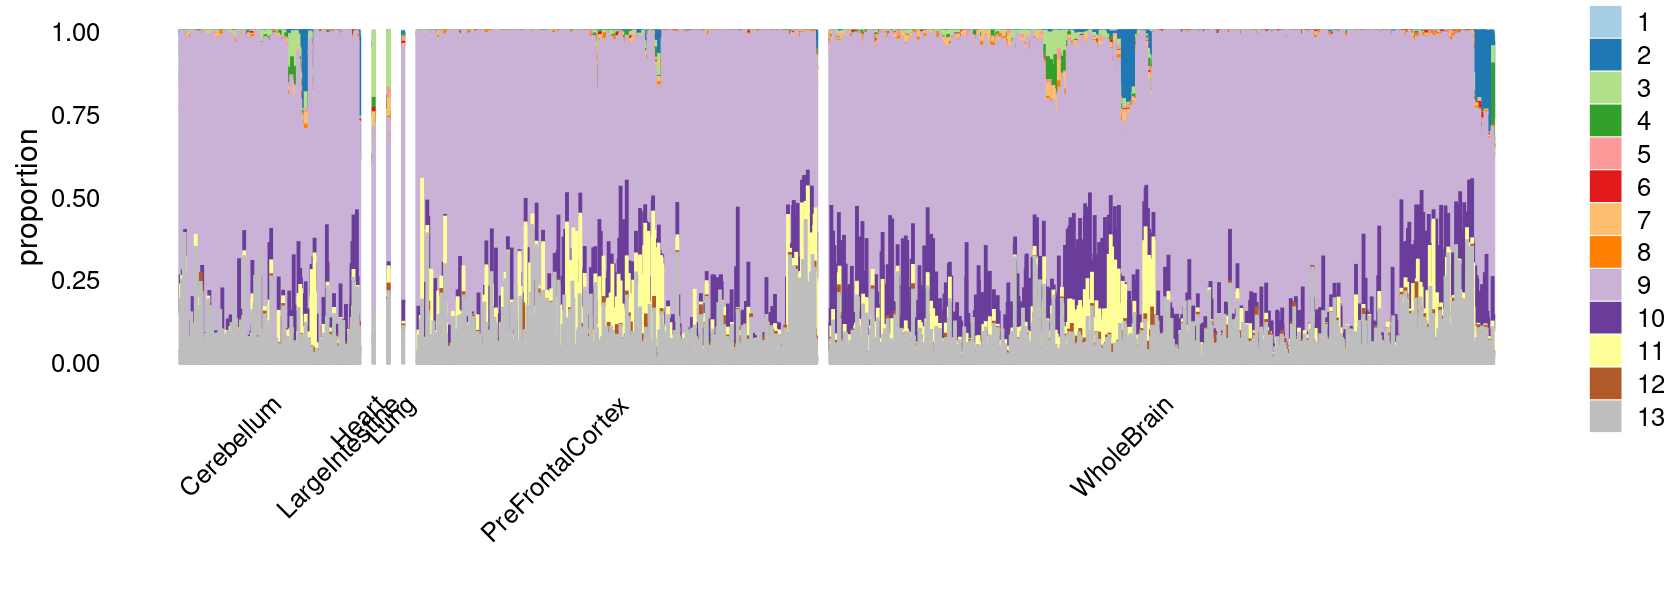 proportion
1.00
0.75
0.50
0.25
0.00
Cerebellum
Heart
LargeIntestine
Lung
PreFrontalCortex
WholeBrain
1
2
3
4
5
6
7
8
9
10
11
12
13